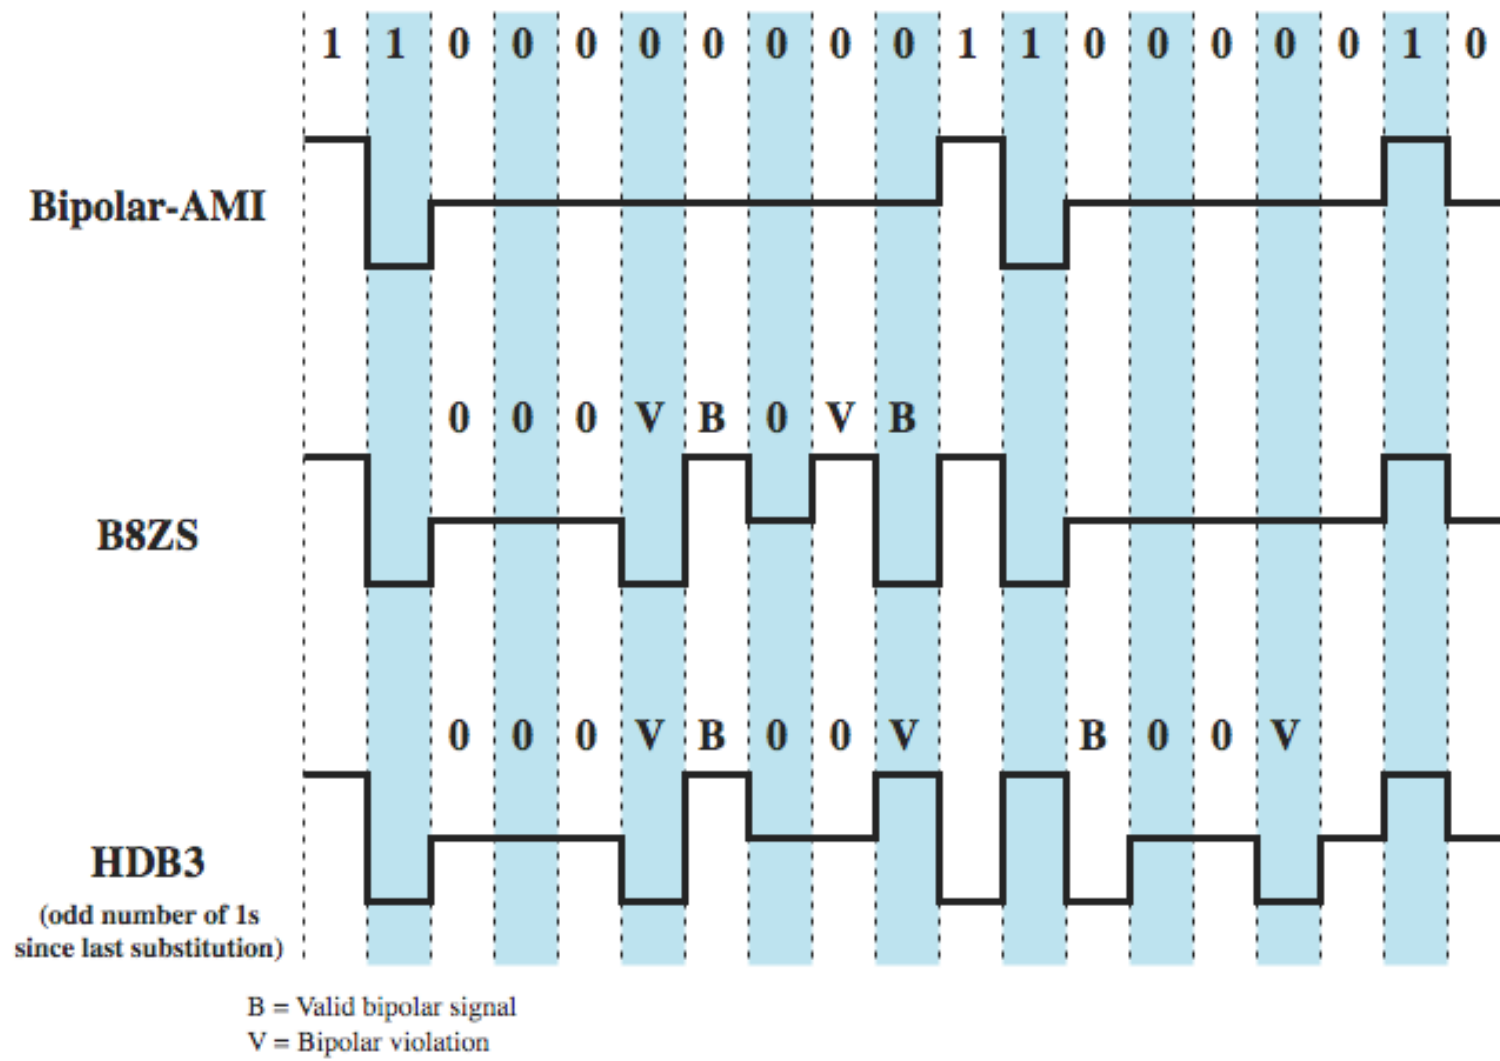 1 1 0 0 0 0 0 0 0 0 1 1 0 0 0 0 0 1 0
Bipolar-AMI
0 0 0 V B 0 V B
B8ZS
0 0 0 V B 0 0 V B 0 0 V
HDB3
(odd number of 1s
since last substitution)
B = Valid bipolar signal
V = Bipolar violation